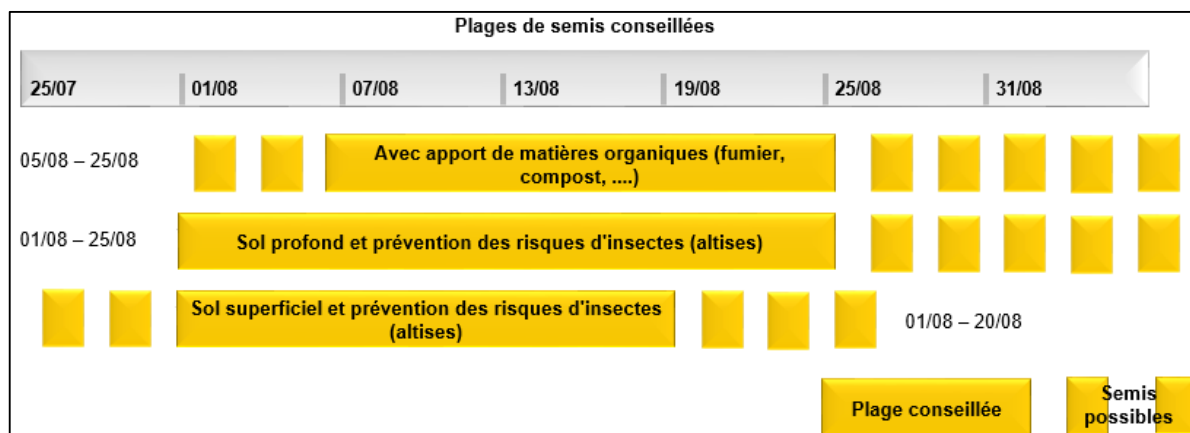 Plages de semis conseillées
25/07 01/08 07/08 13/08 19/08 25/08 31/08
05/08 – 25/08
Avec apport de matières organiques (fumier,
compost, ....)
01/08 – 25/08
Sol profond et prévention des risques d'insectes (altises)
Sol superficiel et prévention des risques d'insectes
(altises)
01/08 – 20/08
Plage conseillée
Semis
possibles